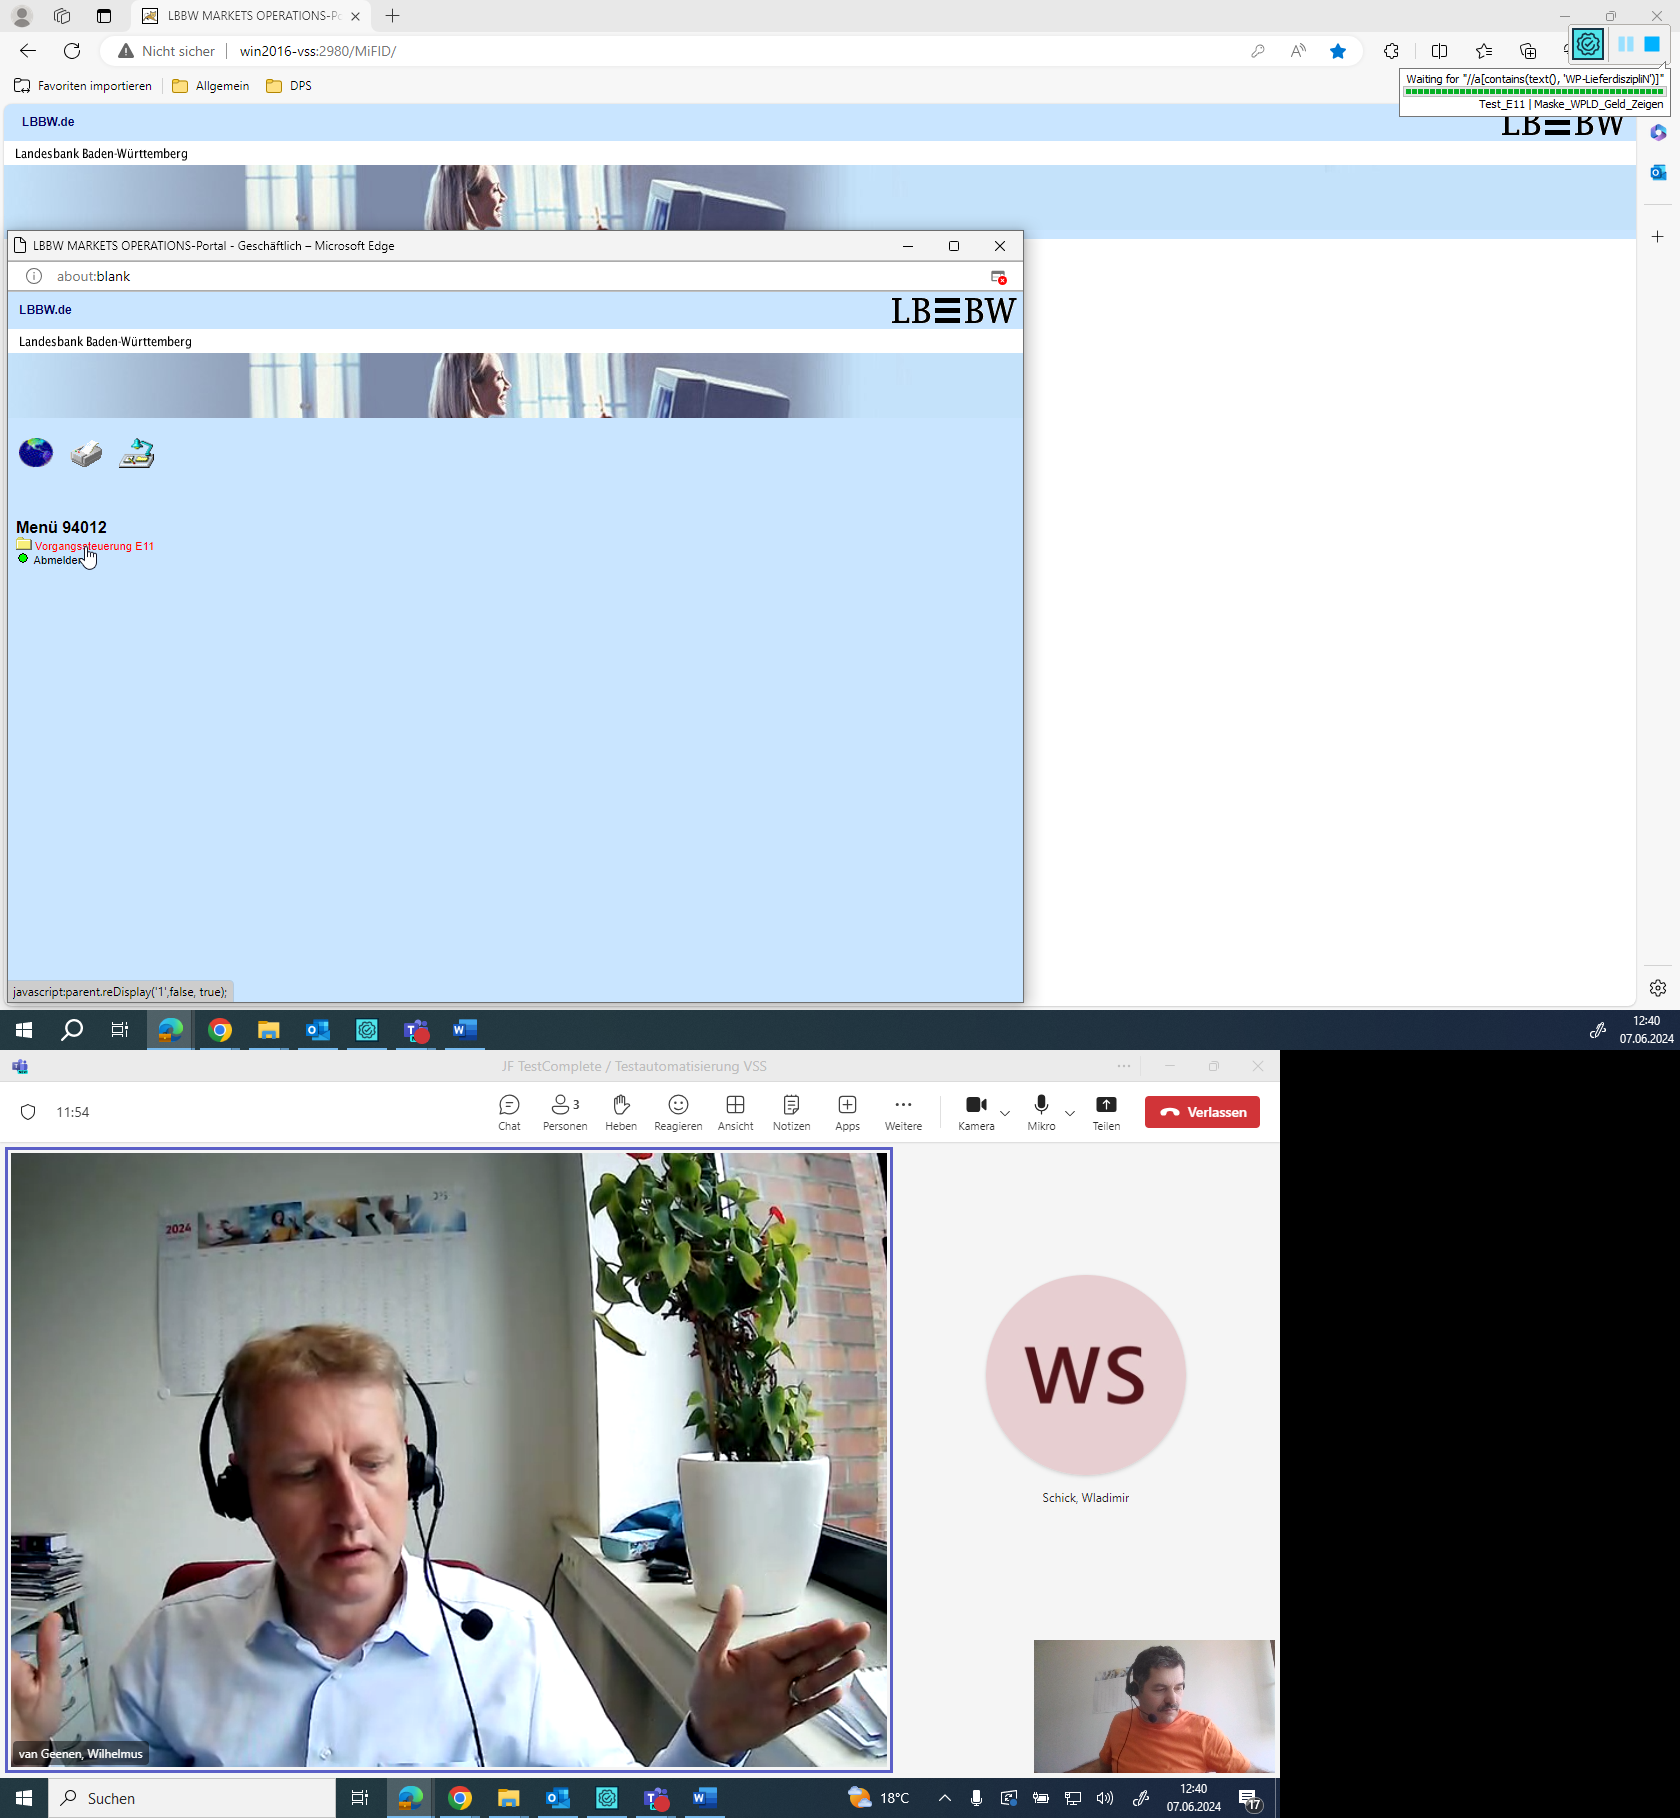 LBBW MARKETS OPERATIONS-Po
Nicht sicher
win2016-vss:2980/MiFID/
Favoriten importieren
Allgemein
DPS
Waiting for "//a[contains(text(), 'WP-LieferdisziplinN')]"
Test_E11 | Maske_WPLD_Geld_Zeigen
LBBW.de
LB BW
Landesbank Baden-Württemberg
LBBW MARKETS OPERATIONS-Portal - Geschäftlich – Microsoft Edge
about:blank
LBBW.de
LB BW
Landesbank Baden-Württemberg
Menü 94012
Vorgangssteuerung E11
Abmelden
javascript:parent.reDisplay('1',false, true);
12:40
07.06.2024
JF TestComplete / Testautomatisierung VSS
11:54
Chat
Personen
3
Heben
Reagieren
Ansicht
Notizen
Apps
Weitere
Kamera
Mikro
Teilen
Verlassen
2024
DPS
WS
Schick, Wladimir
van Geenen, Wilhelmus
Suchen
18°C
12:40
07.06.2024
17